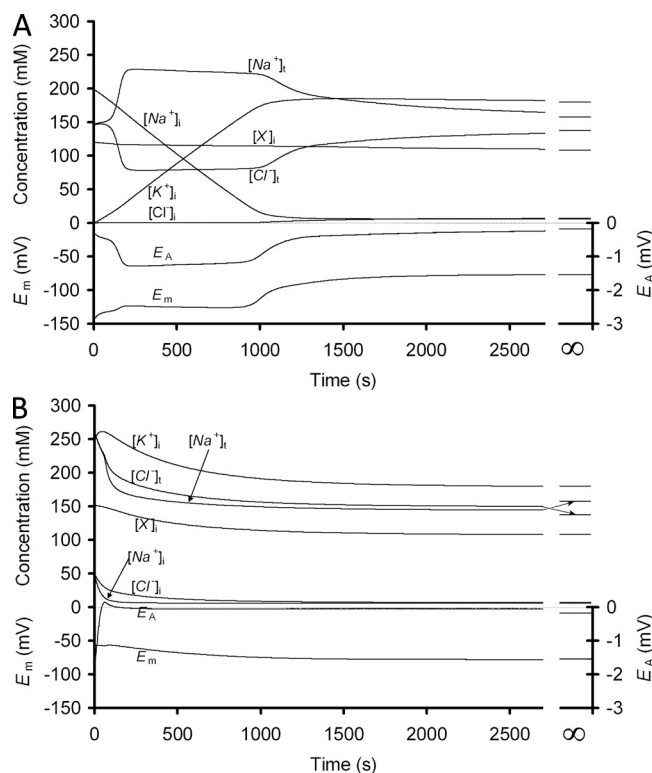 A
300
250
200
150
100
50
0
-50
-100
-150
Concentration (mM)
E_m (mV)
[Na⁺]_t
[Na⁺]_i
[X]_i
[Cl⁻]_t
[K⁺]_i
[Cl⁻]_i
E_A
E_m
0
-1
-2
-3
E_A (mV)
0 500 1000 1500 2000 2500 ∞
Time (s)
B
300
250
200
150
100
50
0
-50
-100
-150
Concentration (mM)
E_m (mV)
[K⁺]_i
[Na⁺]_t
[Cl⁻]_t
[X]_i
[Na⁺]_i
[Cl⁻]_i
E_A
E_m
0
-1
-2
-3
E_A (mV)
0 500 1000 1500 2000 2500 ∞
Time (s)